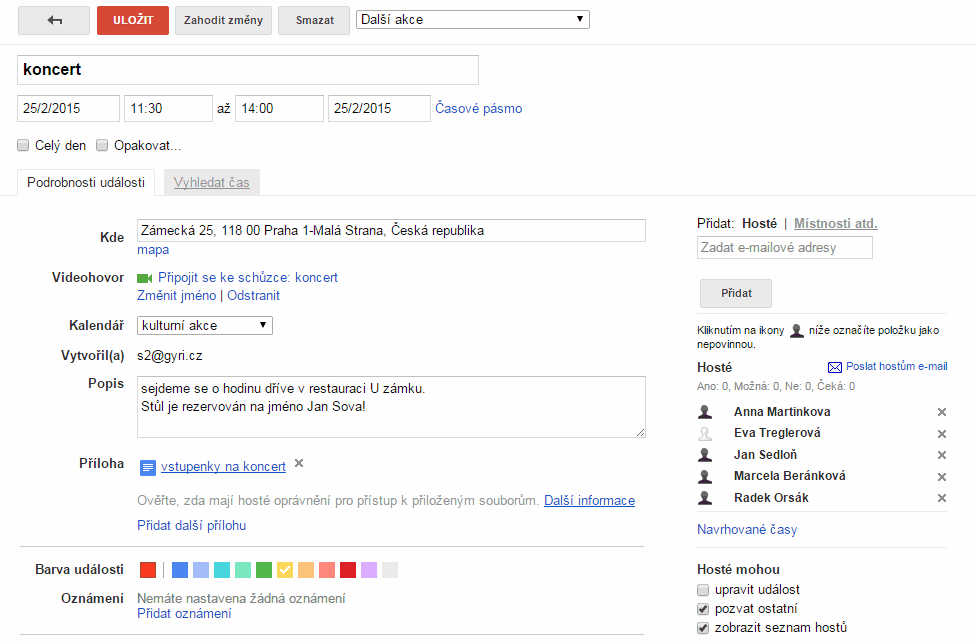 ULOŽIT Zahodit změny Smazat Další akce
koncert
25/2/2015 11:30 až 14:00 25/2/2015 Časové pásmo
Celý den Opakovat...
Podrobnosti události Vyhledat čas
Kde Zámecká 25, 118 00 Praha 1-Malá Strana, Česká republika
mapa
Videohovor Připojit se ke schůzce: koncert
Změnit jméno | Odstranit
Kalendář kulturní akce
Vytvořil(a) s2@gyri.cz
Popis sejdeme se o hodinu dříve v restauraci U zámku.
Stůl je rezervován na jméno Jan Sova!
Příloha vstupenky na koncert
Ověřte, zda mají hosté oprávnění pro přístup k přiloženým souborům. Další informace
Přidat další přílohu
Barva události
Oznámení Nemáte nastavena žádná oznámení
Přidat oznámení
Přidat: Hosté | Místnosti atd.
Zadat e-mailové adresy
Přidat
Kliknutím na ikony níže označíte položku jako
nepovinnou.
Hosté Poslat hostům e-mail
Ano: 0, Možná: 0, Ne: 0, Čeká: 0
Anna Martinkova
Eva Treglerová
Jan Sedloň
Marcela Beránková
Radek Orsák
Navrhované časy
Hosté mohou
upravit událost
pozvat ostatní
zobrazit seznam hostů